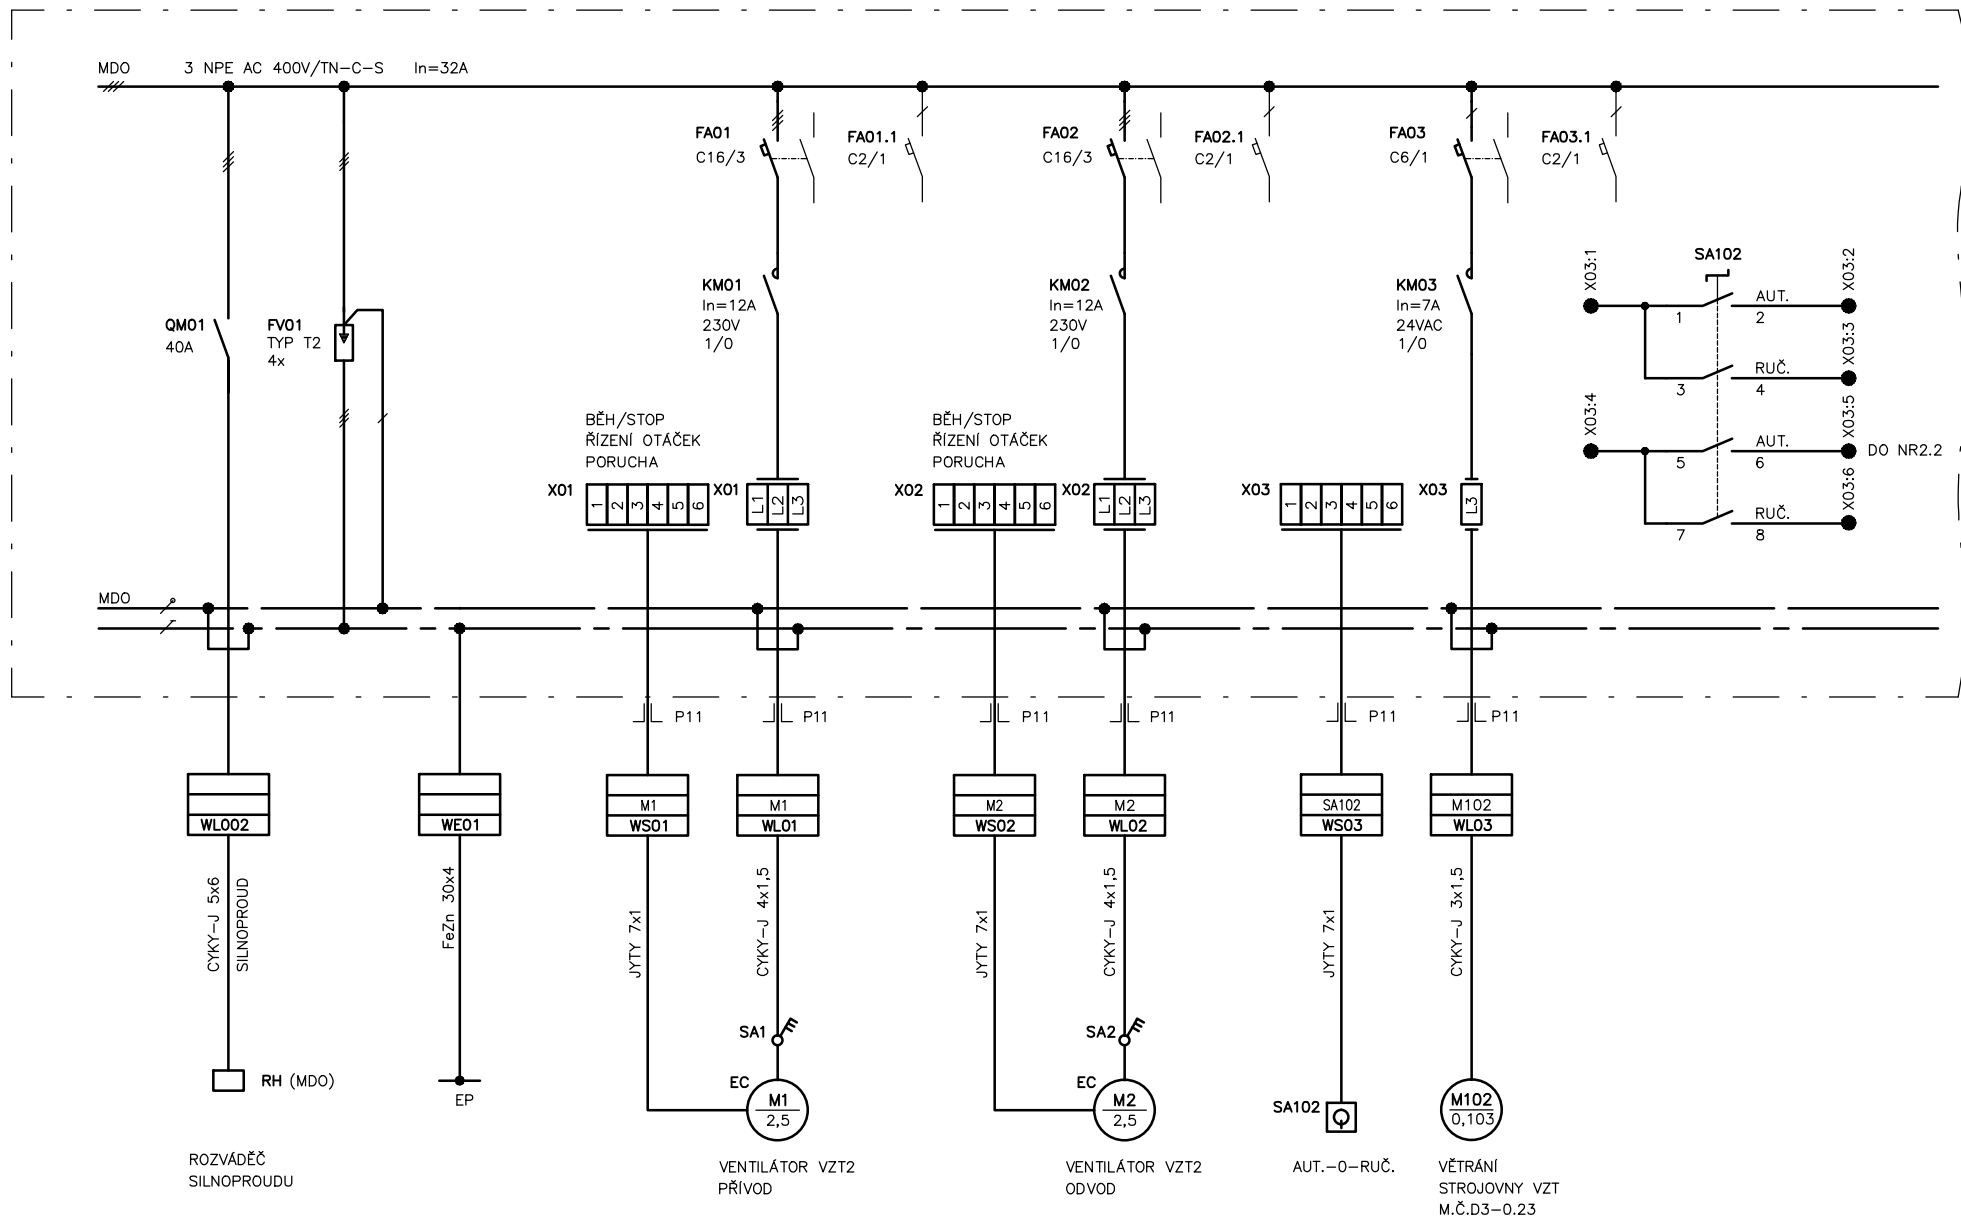 MDO 3 NPE AC 400V/TN-C-S In=32A
FA01
C16/3
FA01.1
C2/1
FA02
C16/3
FA02.1
C2/1
FA03
C6/1
FA03.1
C2/1
QM01
40A
FV01
TYP T2
4x
KM01
In=12A
230V
1/0
KM02
In=12A
230V
1/0
KM03
In=7A
24VAC
1/0
SA102
X03:1
X03:2
X03:3
X03:4
X03:5
X03:6
1 AUT. 2
3 RUČ. 4
5 AUT. 6
7 RUČ. 8
DO NR2.2
BĚH/STOP
ŘÍZENÍ OTÁČEK
PORUCHA
BĚH/STOP
ŘÍZENÍ OTÁČEK
PORUCHA
X01 1 2 3 4 5 6
X01 L1 L2 L3
X02 1 2 3 4 5 6
X02 L1 L2 L3
X03 1 2 3 4 5 6
X03 L3
MDO
P11
P11
P11
P11
P11
P11
WL002
WE01
M1
WS01
M1
WL01
M2
WS02
M2
WL02
SA102
WS03
M102
WL03
CYKY-J 5x6
SILNOPROUD
FeZn 30x4
JYTY 7x1
CYKY-J 4x1,5
JYTY 7x1
CYKY-J 4x1,5
JYTY 7x1
CYKY-J 3x1,5
SA1
SA2
RH (MDO)
EP
EC
M1
2,5
EC
M2
2,5
SA102
M102
0,103
ROZVÁDĚČ
SILNOPROUDU
VENTILÁTOR VZT2
PŘÍVOD
VENTILÁTOR VZT2
ODVOD
AUT.-0-RUČ.
VĚTRÁNÍ
STROJOVNY VZT
M.Č.D3-0.23